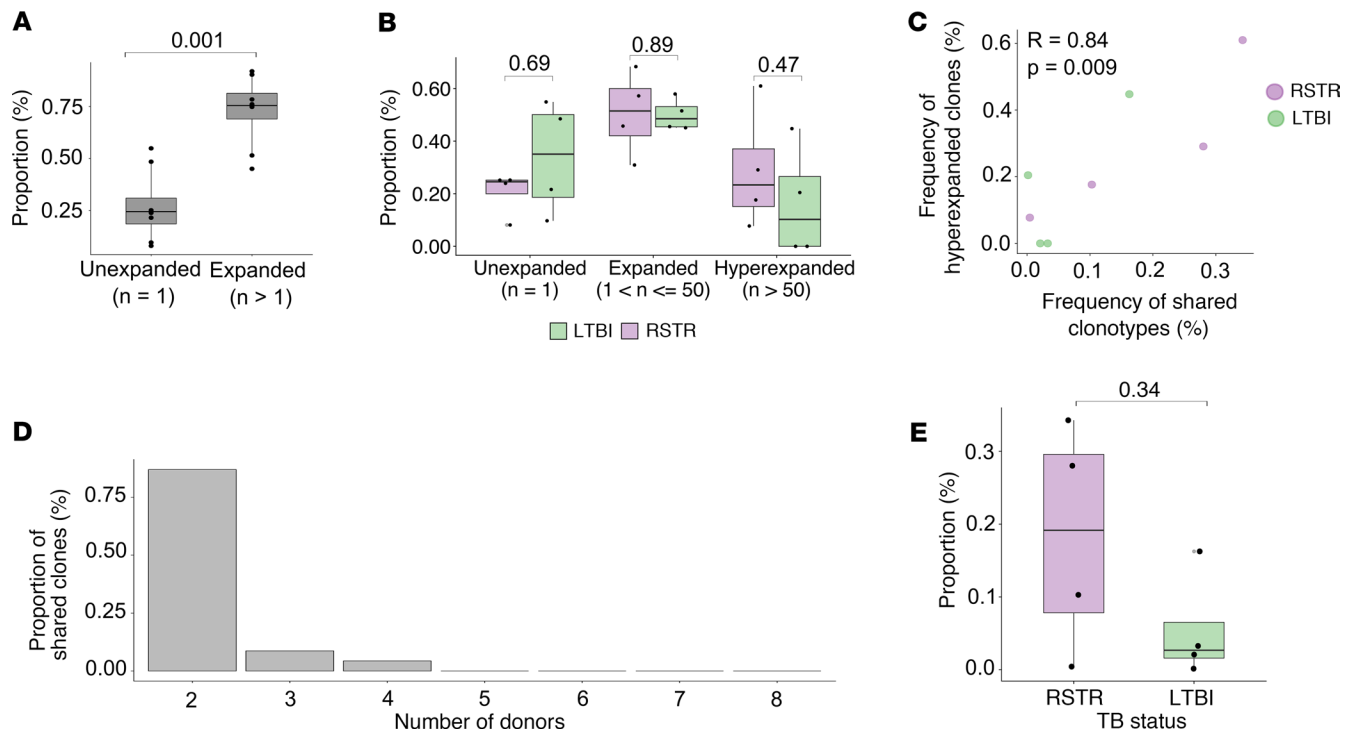 A
0.001
Proportion (%)
0.75
0.50
0.25
Unexpanded
(n = 1)
Expanded
(n > 1)
B
0.69
0.89
0.47
Proportion (%)
0.60
0.40
0.20
0.00
Unexpanded
(n = 1)
Expanded
(1 < n <= 50)
Hyperexpanded
(n > 50)
LTBI
RSTR
C
R = 0.84
p = 0.009
Frequency of
hyperexpanded clones (%)
0.6
0.4
0.2
0.0
0.0
0.1
0.2
0.3
Frequency of shared
clonotypes (%)
RSTR
LTBI
D
Proportion of
shared clones (%)
0.75
0.50
0.25
0.00
2
3
4
5
6
7
8
Number of donors
E
0.34
Proportion (%)
0.3
0.2
0.1
0.0
RSTR
LTBI
TB status